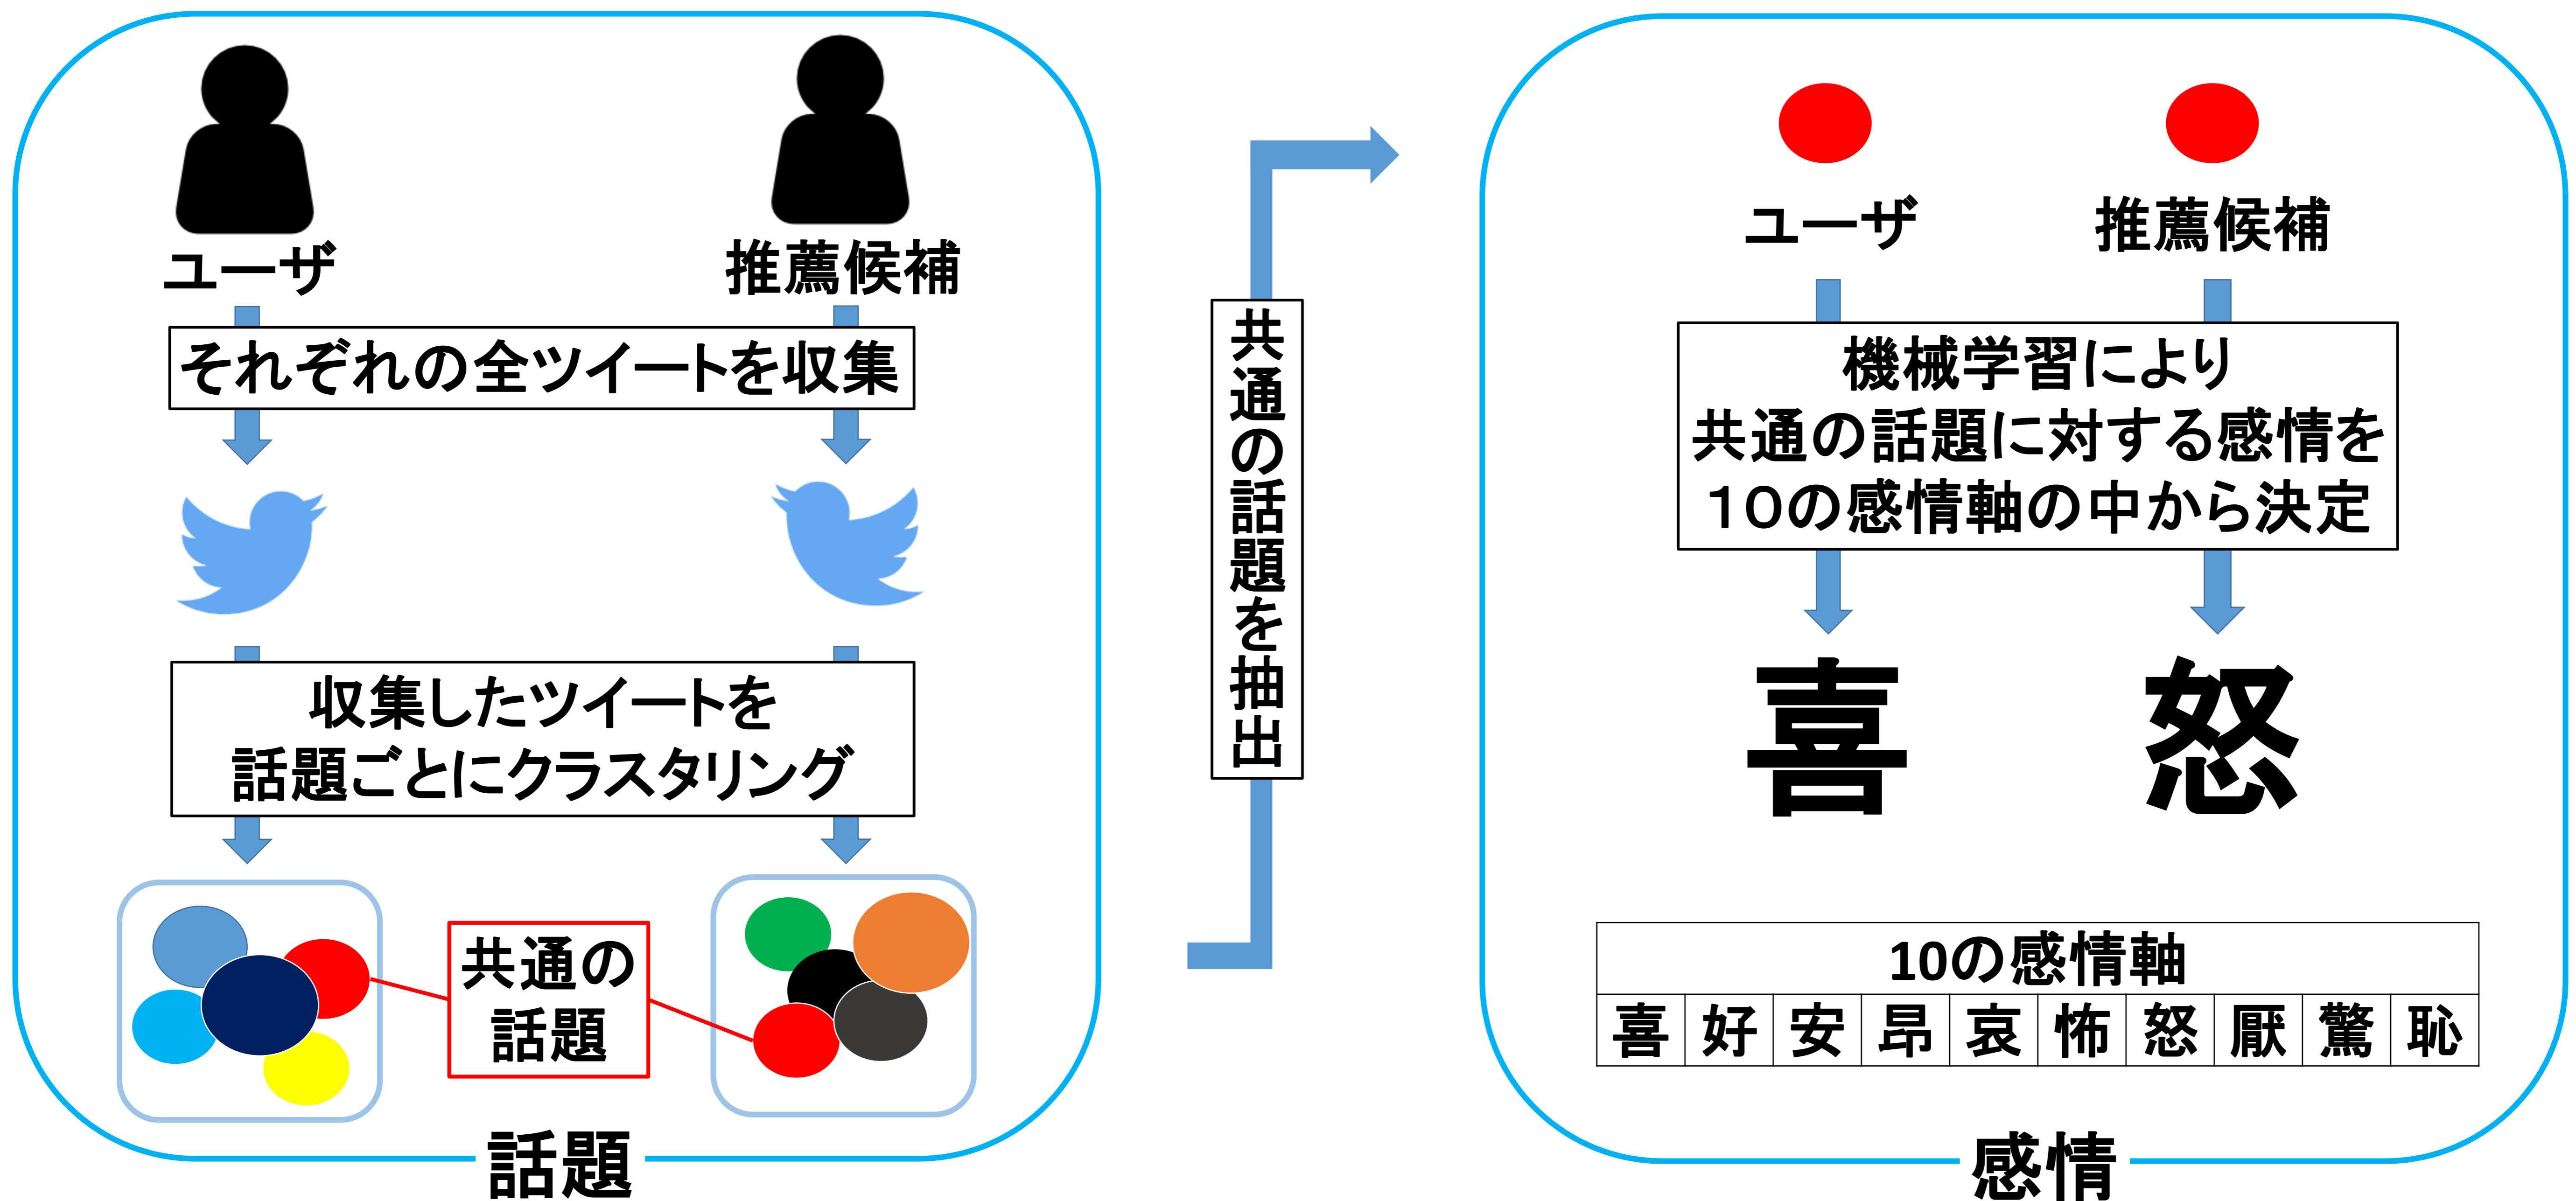 ユーザ
推薦候補
それぞれの全ツイートを収集
収集したツイートを
話題ごとにクラスタリング
共通の
話題
話題
共通の話題を抽出
ユーザ
推薦候補
機械学習により
共通の話題に対する感情を
１０の感情軸の中から決定
喜
怒
10の感情軸
喜 好 安 昂 哀 怖 怒 厭 驚 恥
感情